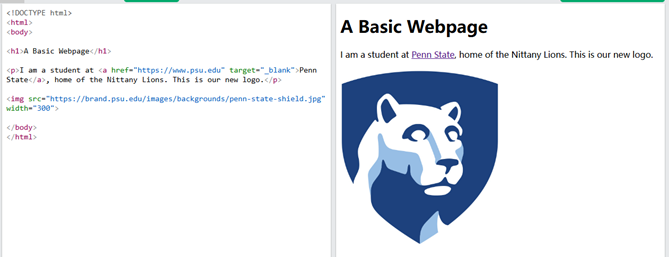 <!DOCTYPE html>
<html>
<body>
<h1>A Basic Webpage</h1>
<p>I am a student at <a href="https://www.psu.edu" target="_blank">Penn
State</a>, home of the Nittany Lions. This is our new logo.</p>
<img src="https://brand.psu.edu/images/backgrounds/penn-state-shield.jpg"
width="300">
</body>
</html>
A Basic Webpage
I am a student at Penn State, home of the Nittany Lions. This is our new logo.